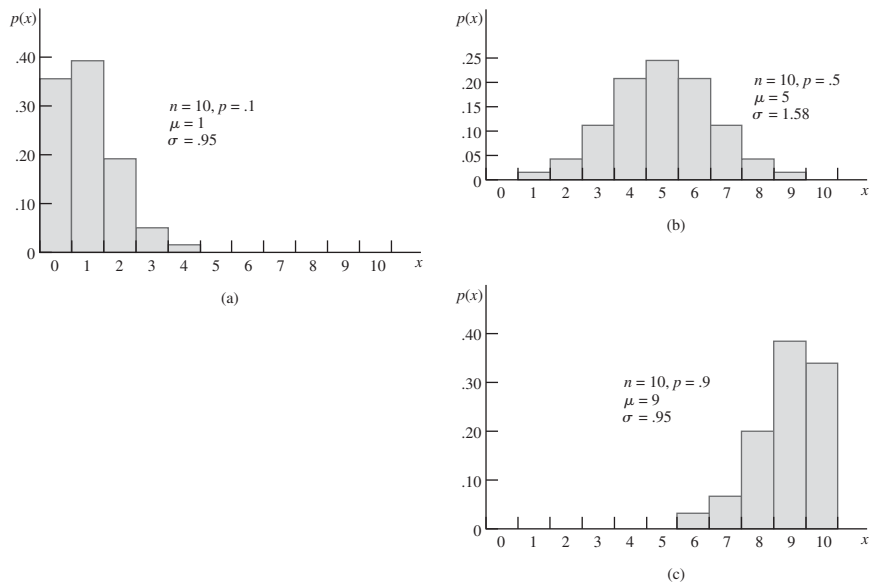 p(x)
.40
.30
.20
.10
0
n = 10, p = .1
μ = 1
σ = .95
0 1 2 3 4 5 6 7 8 9 10 x
(a)
p(x)
.25
.20
.15
.10
.05
0
n = 10, p = .5
μ = 5
σ = 1.58
0 1 2 3 4 5 6 7 8 9 10 x
(b)
p(x)
.40
.30
.20
.10
0
n = 10, p = .9
μ = 9
σ = .95
0 1 2 3 4 5 6 7 8 9 10 x
(c)